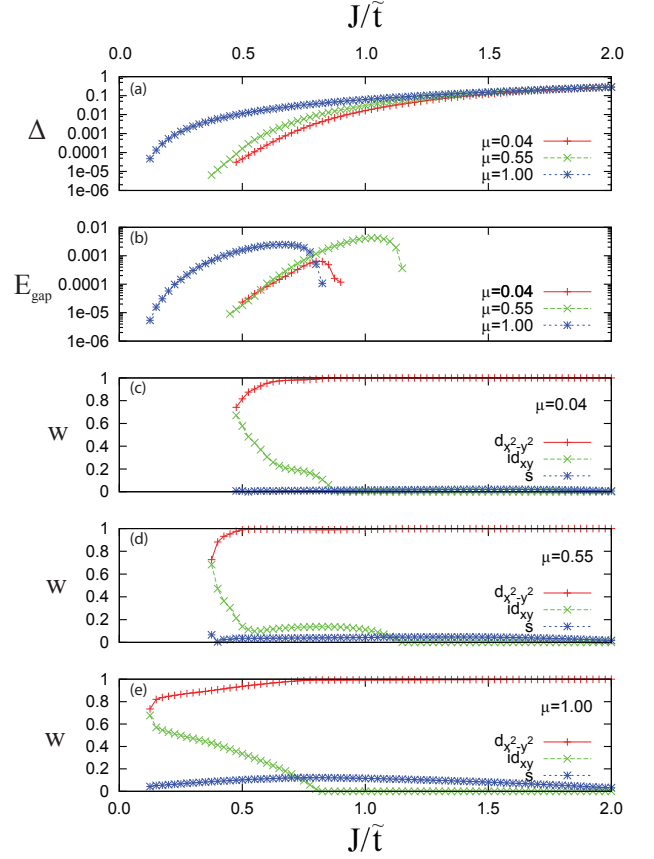 J/t̃
0.0 0.5 1.0 1.5 2.0
(a)
Δ
1
0.1
0.01
0.001
0.0001
1e-05
1e-06
μ=0.04
μ=0.55
μ=1.00
(b)
E_gap
0.01
0.001
0.0001
1e-05
1e-06
μ=0.04
μ=0.55
μ=1.00
(c)
w
1
0.8
0.6
0.4
0.2
0
μ=0.04
d_x²-y²
id_xy
s
(d)
w
1
0.8
0.6
0.4
0.2
0
μ=0.55
d_x²-y²
id_xy
s
(e)
w
1
0.8
0.6
0.4
0.2
0
μ=1.00
d_x²-y²
id_xy
s
0.0 0.5 1.0 1.5 2.0
J/t̃